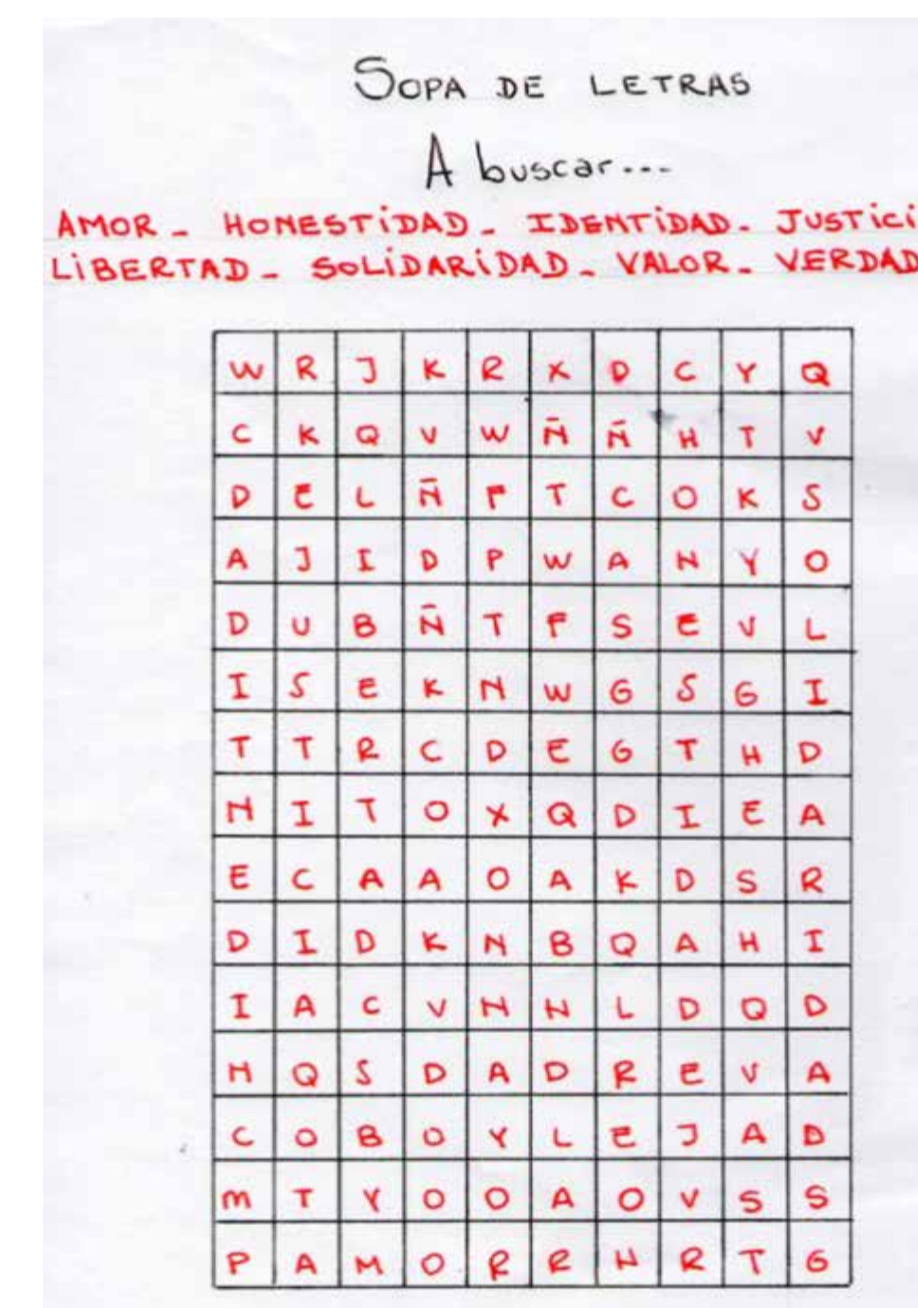 SOPA DE LETRAS
A buscar...
AMOR - HONESTiDAD - IDENTiDAD - JUSTiCi
LiBERTAD - SOLiDARiDAD - VALOR - VERDAD
W R J K R X D C Y Q
C K Q V W Ñ Ñ H T V
D E L Ñ F T C O K S
A J I D P W A N Y O
D U B Ñ T F S E V L
I S E K N W G S G I
T T R C D E G T H D
N I T O X Q D I E A
E C A A O A K D S R
D I D K N B Q A H I
I A C V N N L D Q D
N Q S D A D R E V A
C O B O Y L E J A D
M T Y O O A O V S S
P A M O R R H R T G